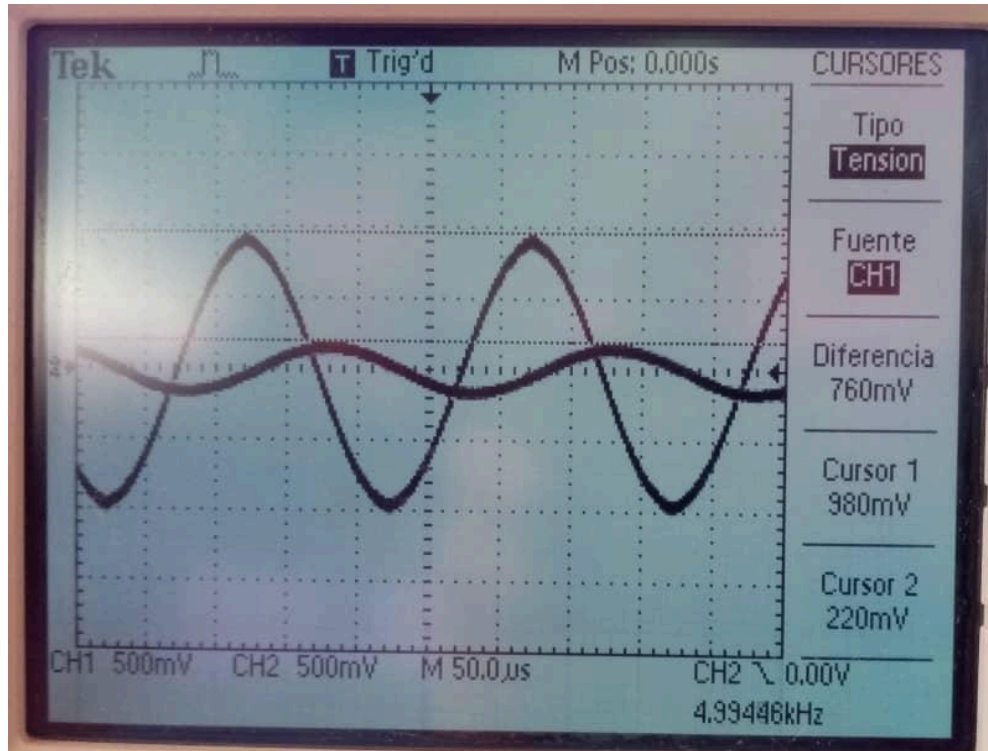 Tek T Trig'd M Pos: 0.000s CURSORES
Tipo
Tension
Fuente
CH1
Diferencia
760mV
Cursor 1
980mV
Cursor 2
220mV
CH1 500mV CH2 500mV M 50.0µs CH2 0.00V
4.99446kHz